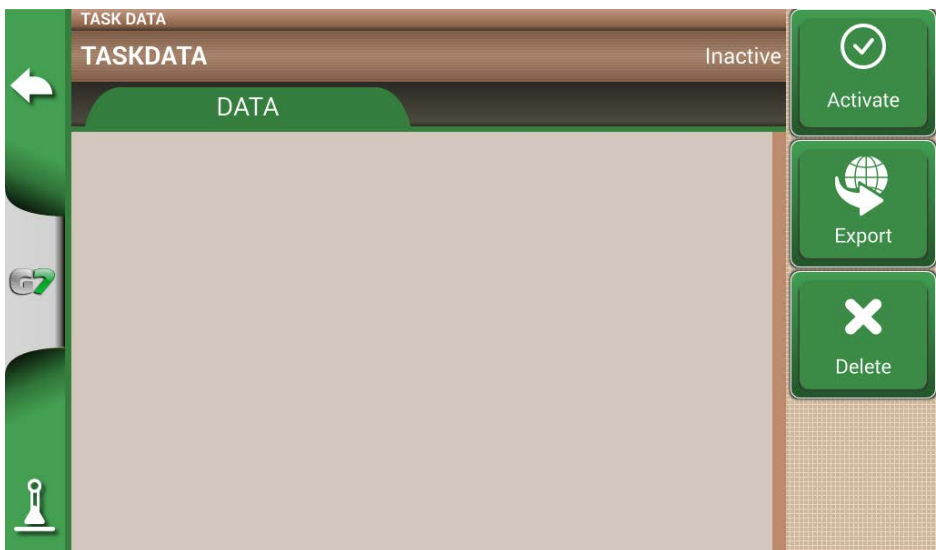 TASK DATA
TASKDATA
Inactive
DATA
Activate
Export
Delete
G7